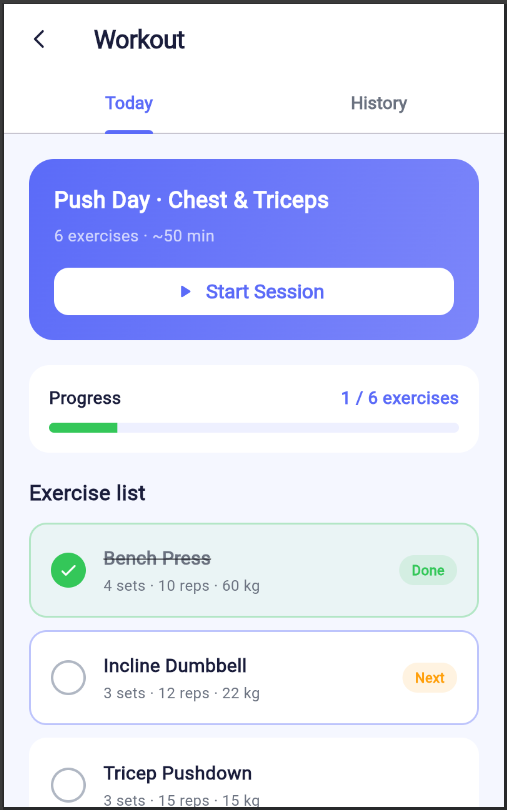 Workout
Today
History
Push Day · Chest & Triceps
6 exercises · ~50 min
Start Session
Progress
1 / 6 exercises
Exercise list
Bench Press
4 sets · 10 reps · 60 kg
Done
Incline Dumbbell
3 sets · 12 reps · 22 kg
Next
Tricep Pushdown
3 sets · 15 reps · 15 kg